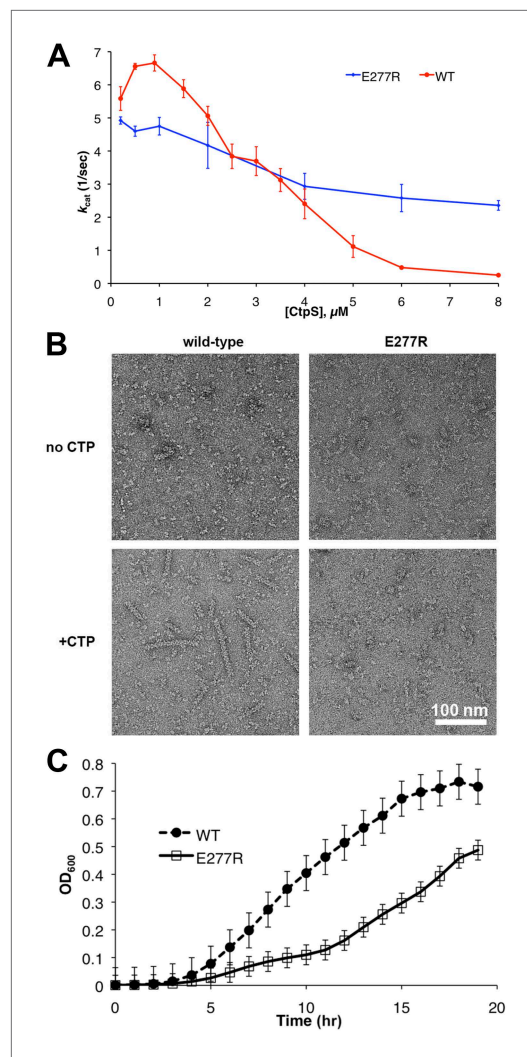 A
7
6
5
4
3
2
1
0
k_cat (1/sec)
E277R
WT
0 1 2 3 4 5 6 7 8
[CtpS], µM
B
wild-type E277R
no CTP
+CTP
100 nm
C
0.8
0.7
0.6
0.5
0.4
0.3
0.2
0.1
0
OD600
WT
E277R
0 5 10 15 20
Time (hr)